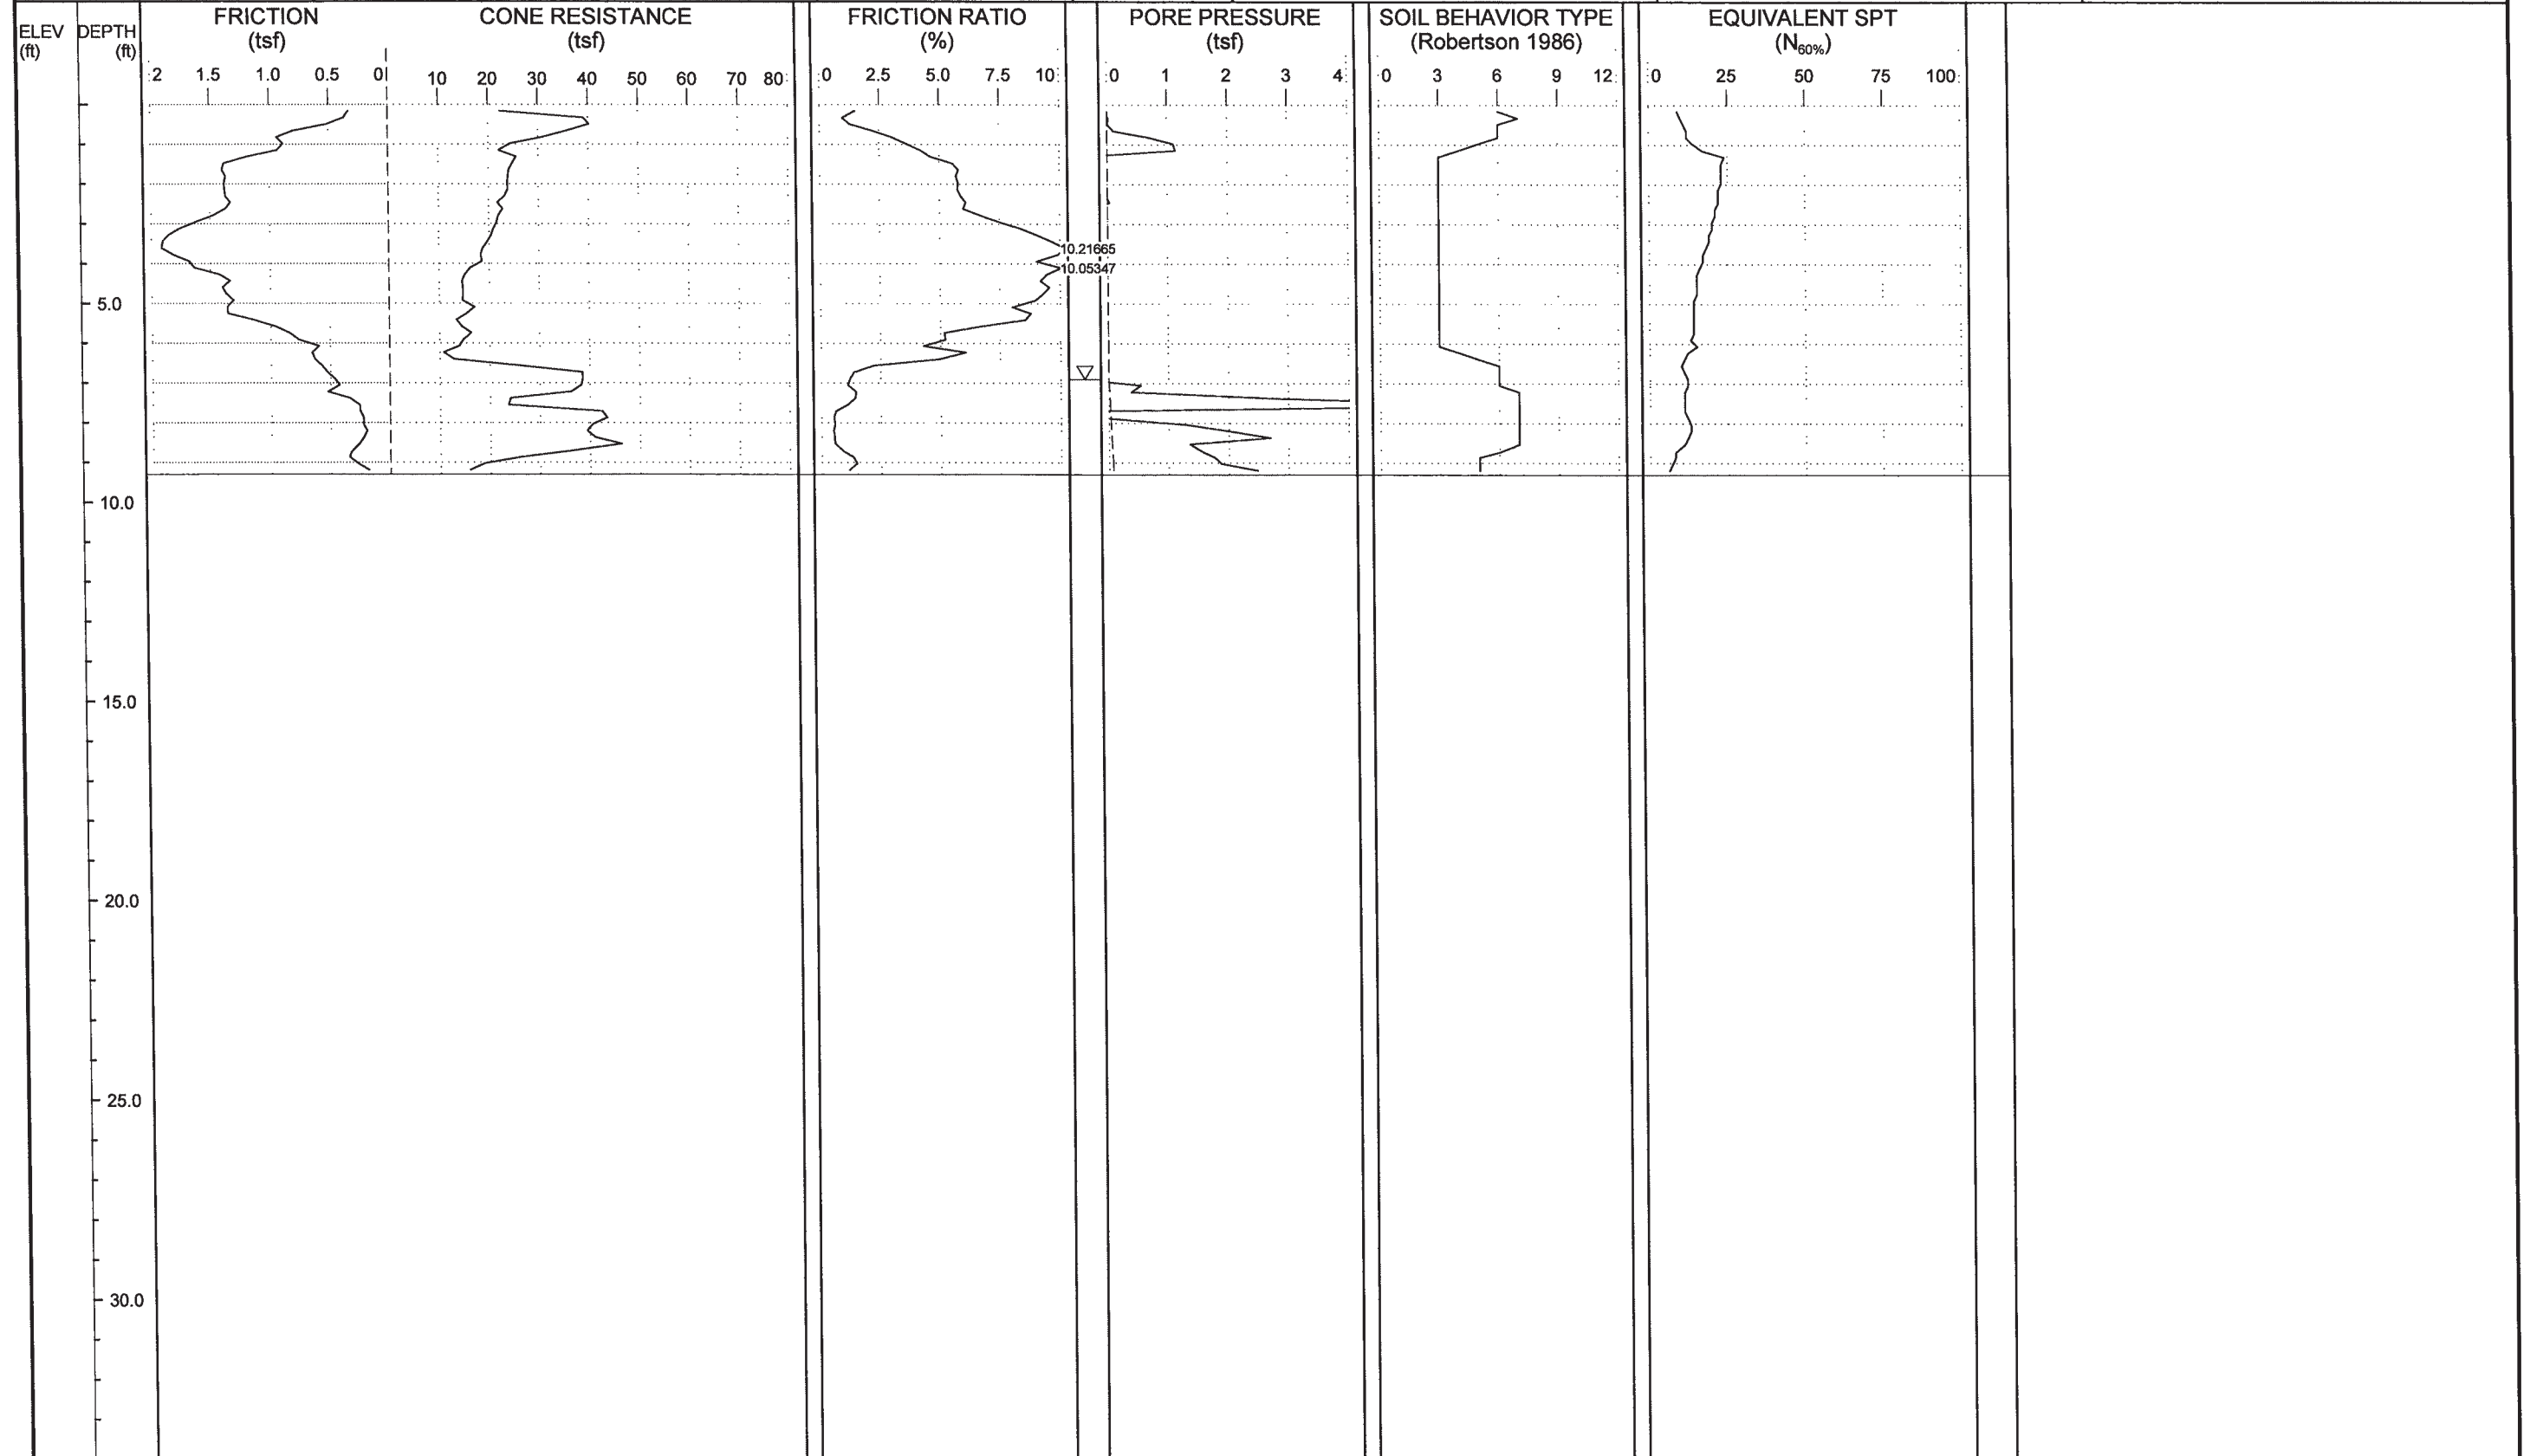 FRICTION CONE RESISTANCE FRICTION RATIO PORE PRESSURE SOIL BEHAVIOR TYPE EQUIVALENT SPT
ELEV DEPTH (tsf) (tsf) (%) (tsf) (Robertson 1986) (N60%)
(ft) (ft)
2 1.5 1.0 0.5 0 10 20 30 40 50 60 70 80 0 2.5 5.0 7.5 10 0 1 2 3 4 0 3 6 9 12 0 25 50 75 100
10.21665
10.05347
5.0
10.0
15.0
20.0
25.0
30.0